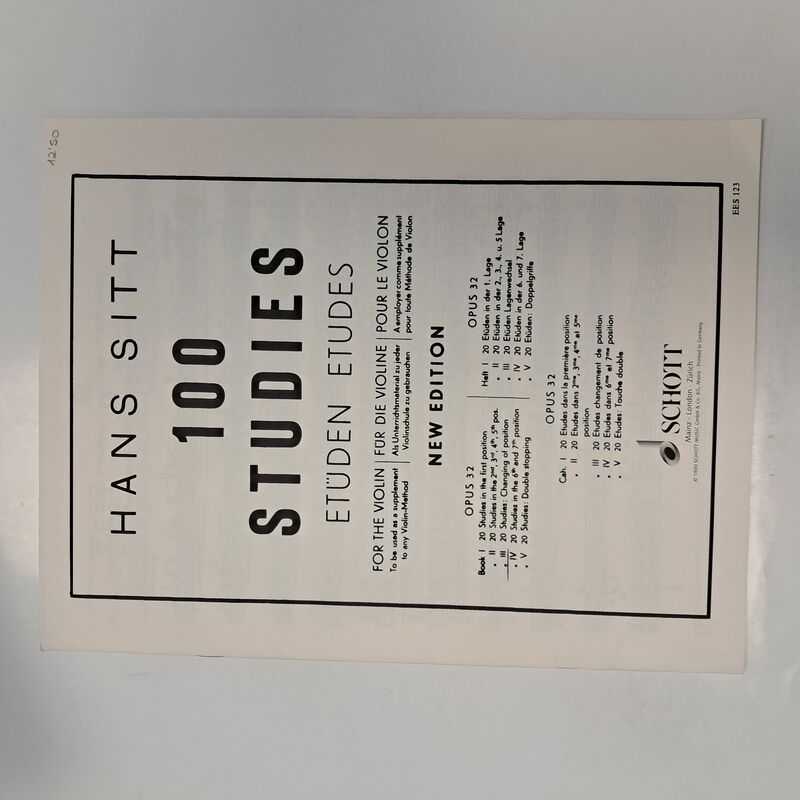 12'50
HANS SITT
100
STUDIES
ETÜDEN ETUDES
FOR THE VIOLIN
To be used as a supplement
to any Violin-Method
FÜR DIE VIOLINE
Als Unterrichtsmaterial zu jeder
Violinschule zu gebrauchen
POUR LE VIOLON
A employer comme supplément
pour toute Méthode de Violon
NEW EDITION
OPUS 32
Book I 20 Studies in the first position
" II 20 Studies in the 2nd, 3rd, 4th, 5th pos.
" III 20 Studies: Changing of position
" IV 20 Studies in the 6th and 7th position
" V 20 Studies: Double stopping
OPUS 32
Heft I 20 Etüden in der 1. Lage
" II 20 Etüden in der 2., 3., 4. u. 5 Lage
" III 20 Etüden Lagenwechsel
" IV 20 Etüden in der 6. und 7. Lage
" V 20 Etüden: Doppelgriffe
OPUS 32
Cah. I 20 Etudes dans la première position
" II 20 Etudes dans 2me, 3me, 4me et 5me
position
" III 20 Etudes changement de position
" IV 20 Etudes dans 6me et 7me position
" V 20 Etudes: Touche double
SCHOTT
Mainz · London · Zürich
© 1930 SCHOTT MUSIC GmbH & Co. KG, Mainz · Printed in Germany
EES 123